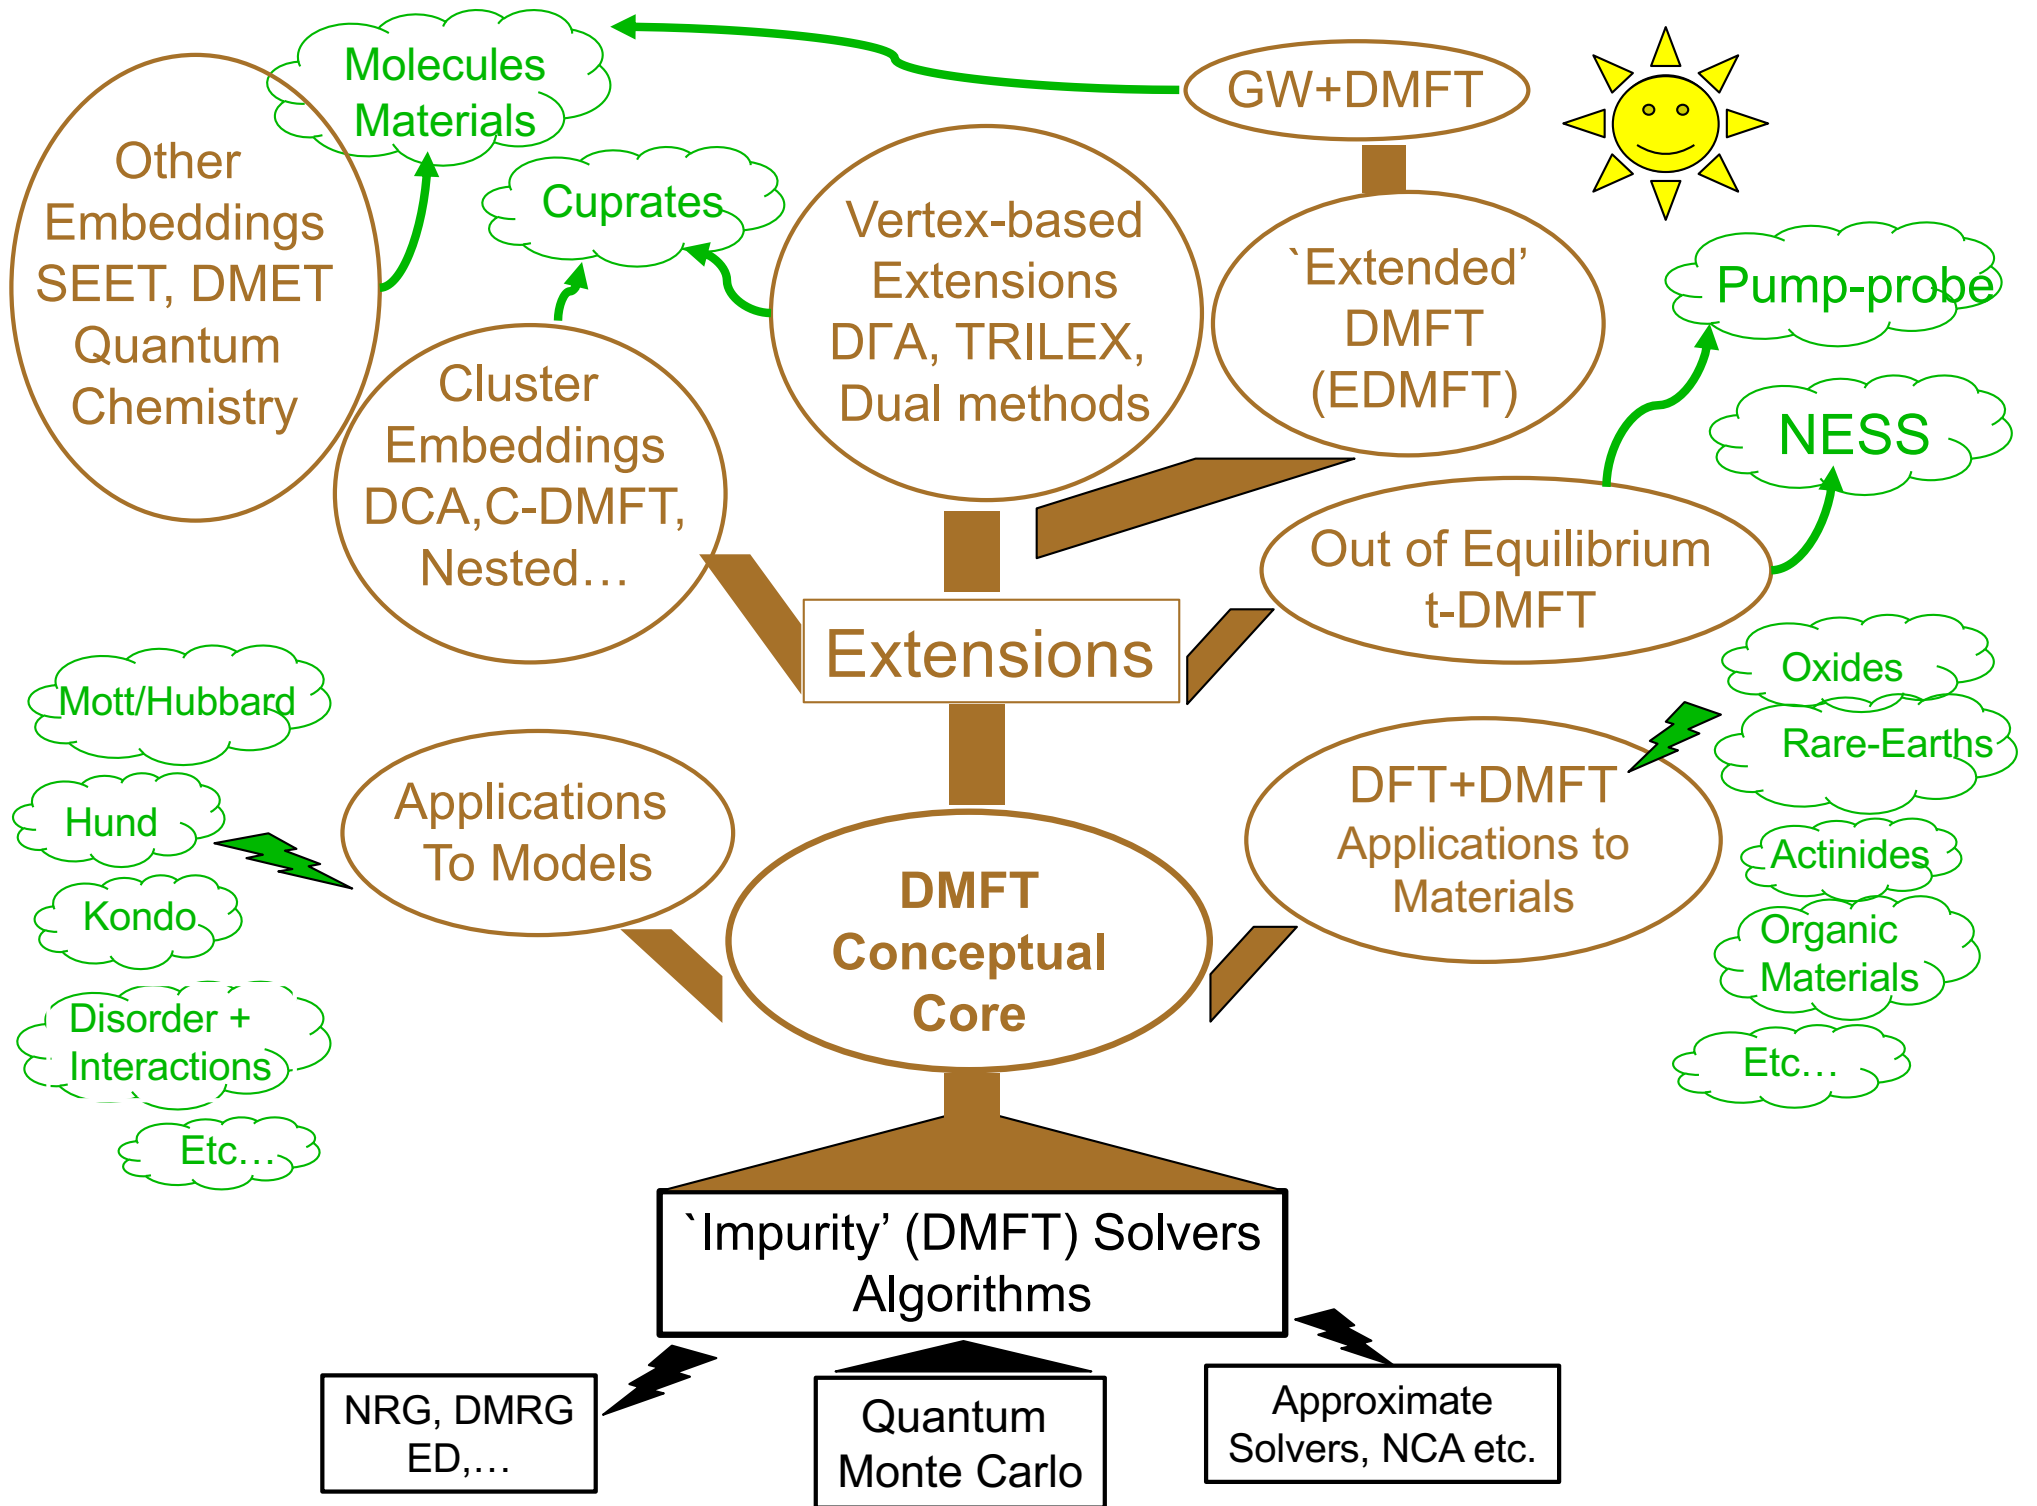 Molecules
Materials
GW+DMFT
Other
Embeddings
SEET, DMET
Quantum
Chemistry
Cuprates
Vertex-based
Extensions
DΓA, TRILEX,
Dual methods
`Extended’
DMFT
(EDMFT)
Pump-probe
NESS
Cluster
Embeddings
DCA,C-DMFT,
Nested…
Out of Equilibrium
t-DMFT
Extensions
Mott/Hubbard
Hund
Kondo
Disorder +
Interactions
Etc…
Applications
To Models
DMFT
Conceptual
Core
DFT+DMFT
Applications to
Materials
Oxides
Rare-Earths
Actinides
Organic
Materials
Etc…
`Impurity’ (DMFT) Solvers
Algorithms
NRG, DMRG
ED,…
Quantum
Monte Carlo
Approximate
Solvers, NCA etc.